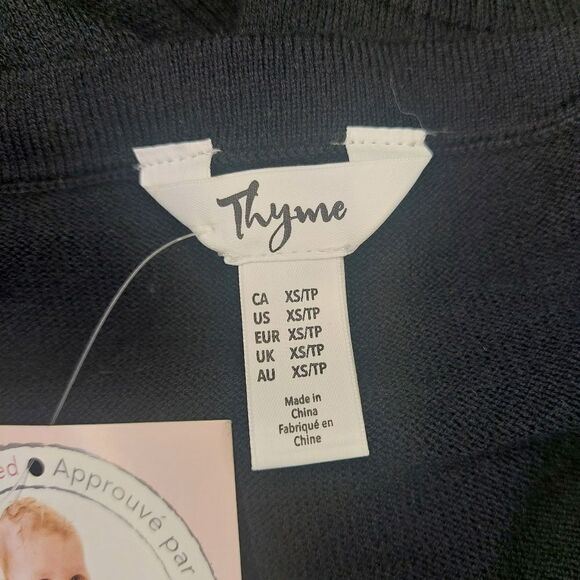 Thyme
CA XS/TP
US XS/TP
EUR XS/TP
UK XS/TP
AU XS/TP
Made in
China
Fabriqué en
Chine
ed
Approuvé par